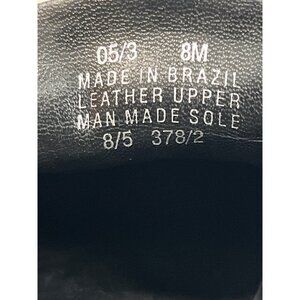 05/3 8M
MADE IN BRAZIL
LEATHER UPPER
MAN MADE SOLE
8/5 378/2